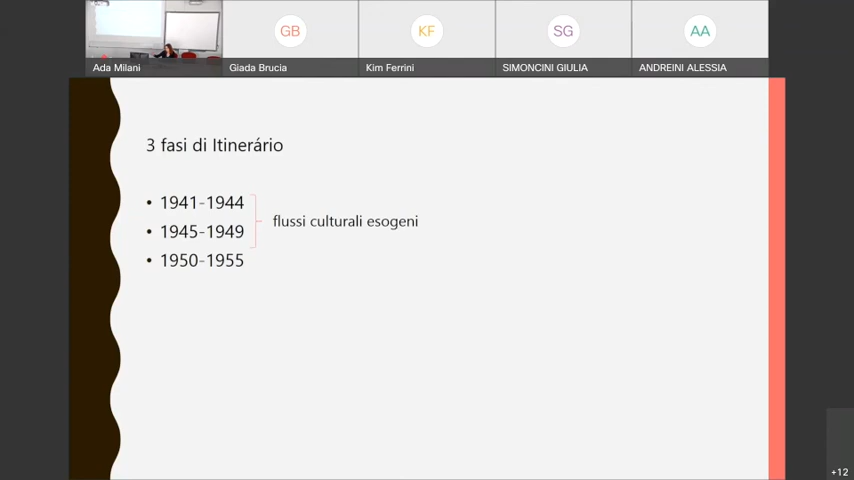 GB
KF
SG
AA
Ada Milani
Giada Brucia
Kim Ferrini
SIMONCINI GIULIA
ANDREINI ALESSIA
3 fasi di Itinerário
• 1941-1944
• 1945-1949
flussi culturali esogeni
• 1950-1955
+12